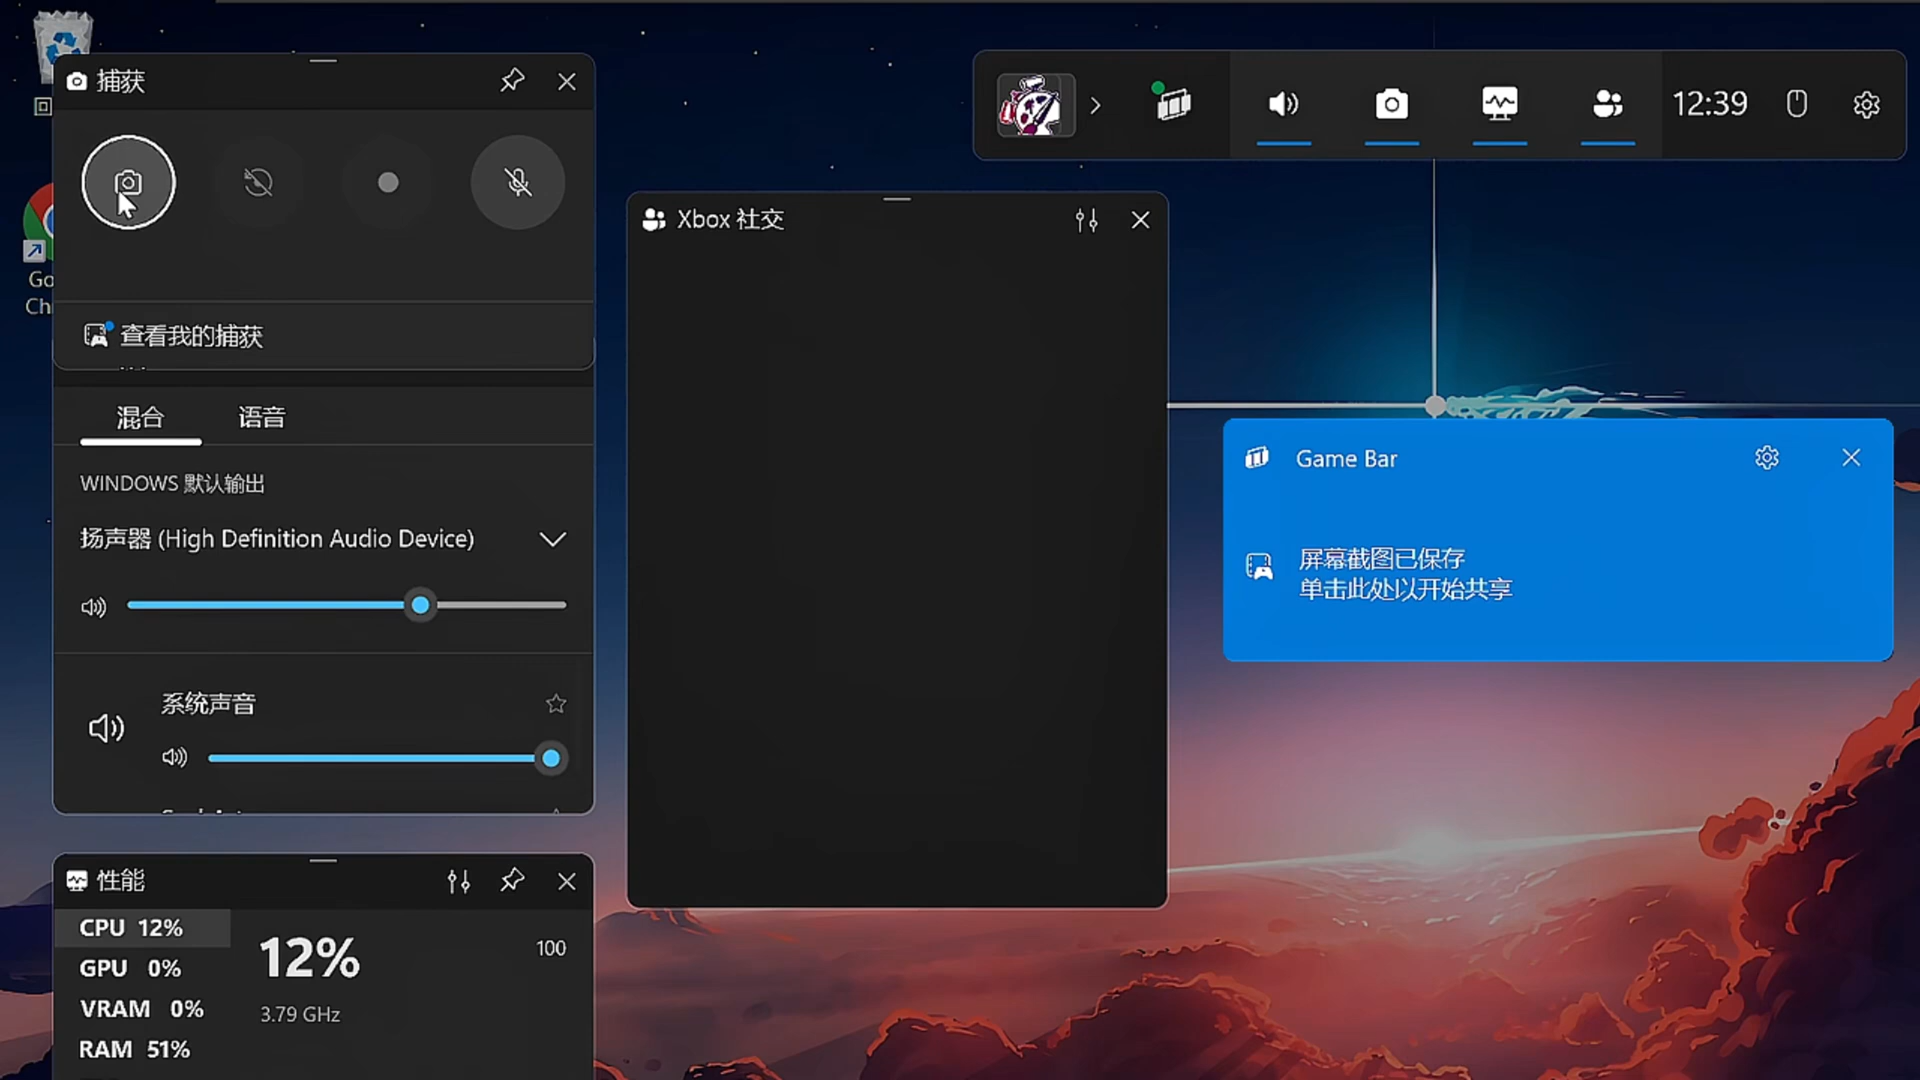 捕获
12:39
Xbox 社交
Go
Ch
查看我的捕获
混合
语音
Game Bar
WINDOWS 默认输出
扬声器 (High Definition Audio Device)
屏幕截图已保存
单击此处以开始共享
系统声音
性能
CPU 12%
12%
100
GPU 0%
VRAM 0%
3.79 GHz
RAM 51%